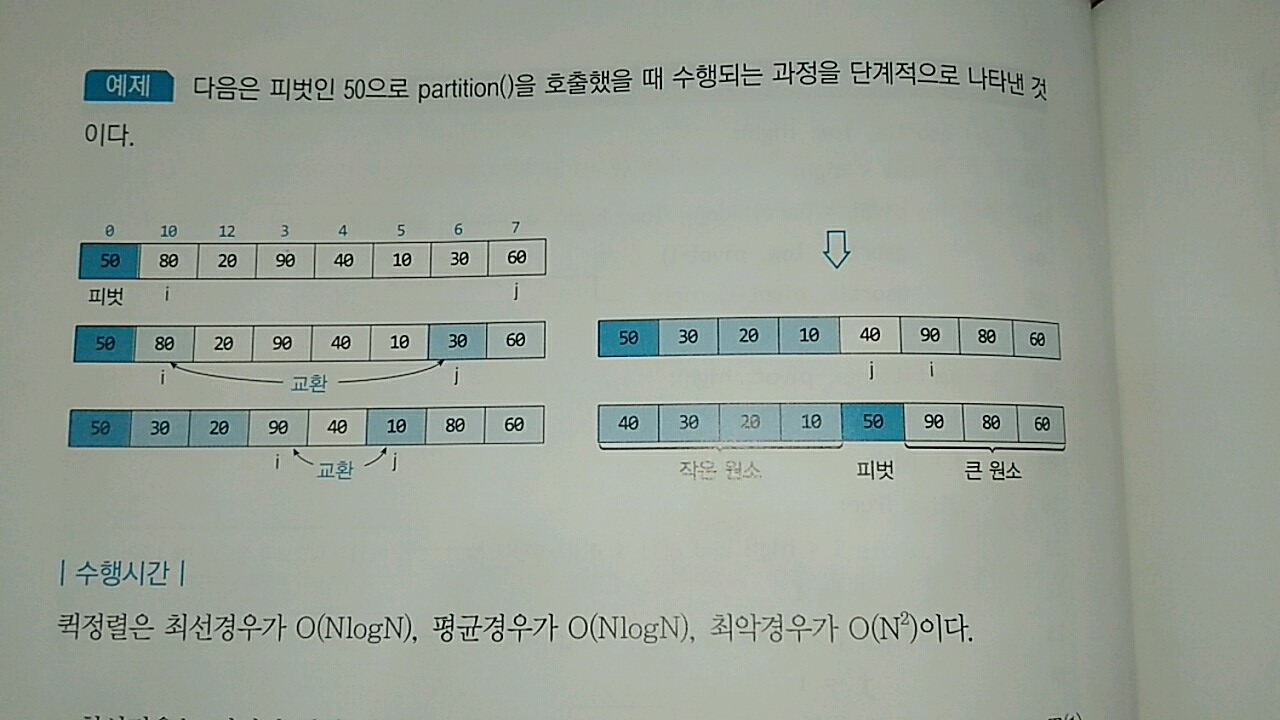 예제 다음은 피벗인 50으로 partition()을 호출했을 때 수행되는 과정을 단계적으로 나타낸 것
이다.
0 10 12 3 4 5 6 7
50 80 20 90 40 10 30 60
피벗 i j
50 80 20 90 40 10 30 60
i 교환 j
50 30 20 90 40 10 80 60
i 교환 j
50 30 20 10 40 90 80 60
j i
40 30 20 10 50 90 80 60
작은 원소 피벗 큰 원소
| 수행시간 |
퀵정렬은 최선경우가 O(NlogN), 평균경우가 O(NlogN), 최악경우가 O(N²)이다.